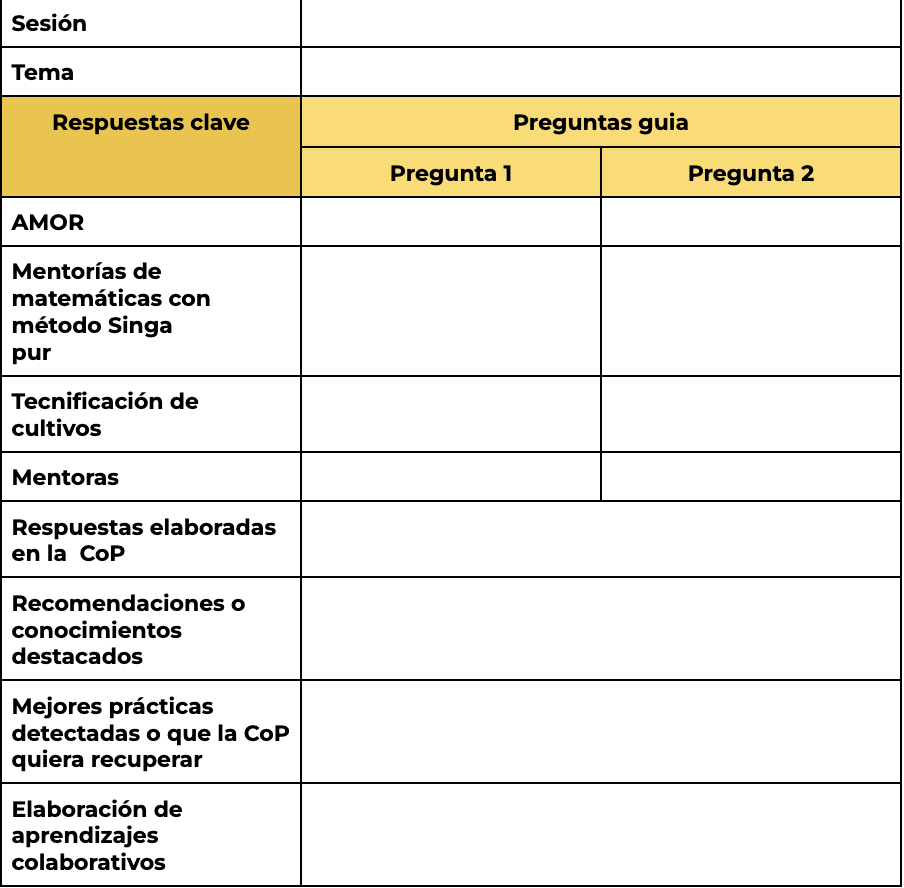 Sesión
Tema
Respuestas clave
Preguntas guia
Pregunta 1
Pregunta 2
AMOR
Mentorías de
matemáticas con
método Singa
pur
Tecnificación de
cultivos
Mentoras
Respuestas elaboradas
en la  CoP
Recomendaciones o
conocimientos
destacados
Mejores prácticas
detectadas o que la CoP
quiera recuperar
Elaboración de
aprendizajes
colaborativos